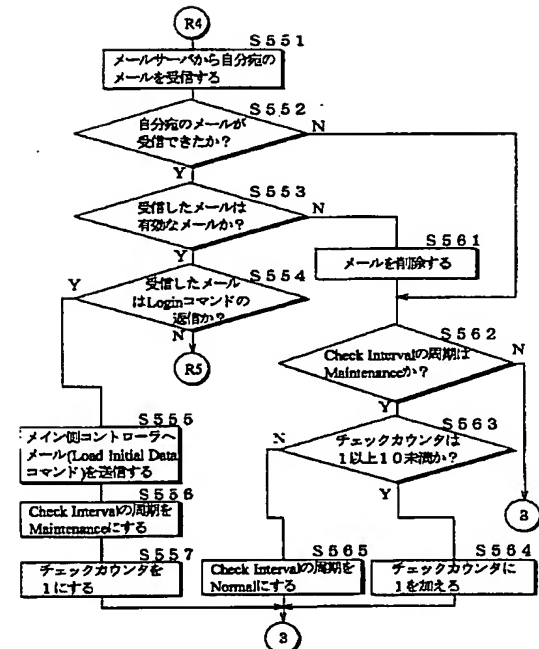 R4
S551
メールサーバから自分宛の
メールを受信する
S552
自分宛のメールが
受信できたか？
N
Y
S553
受信したメールは
有効なメールか？
N
Y
S561
メールを削除する
S554
受信したメール
はLoginコマンドの
返信か？
Y
N
R5
S562
Check Intervalの周期は
Maintenanceか？
N
Y
S555
メイン側コントローラへ
メール(Load Initial Data
コマンド)を送信する
S563
チェックカウンタは
1以上10未満か？
N
Y
3
S556
Check Intervalの周期を
Maintenanceにする
S557
チェックカウンタを
1にする
S565
Check Intervalの周期を
Normalにする
S564
チェックカウンタに
1を加える
3